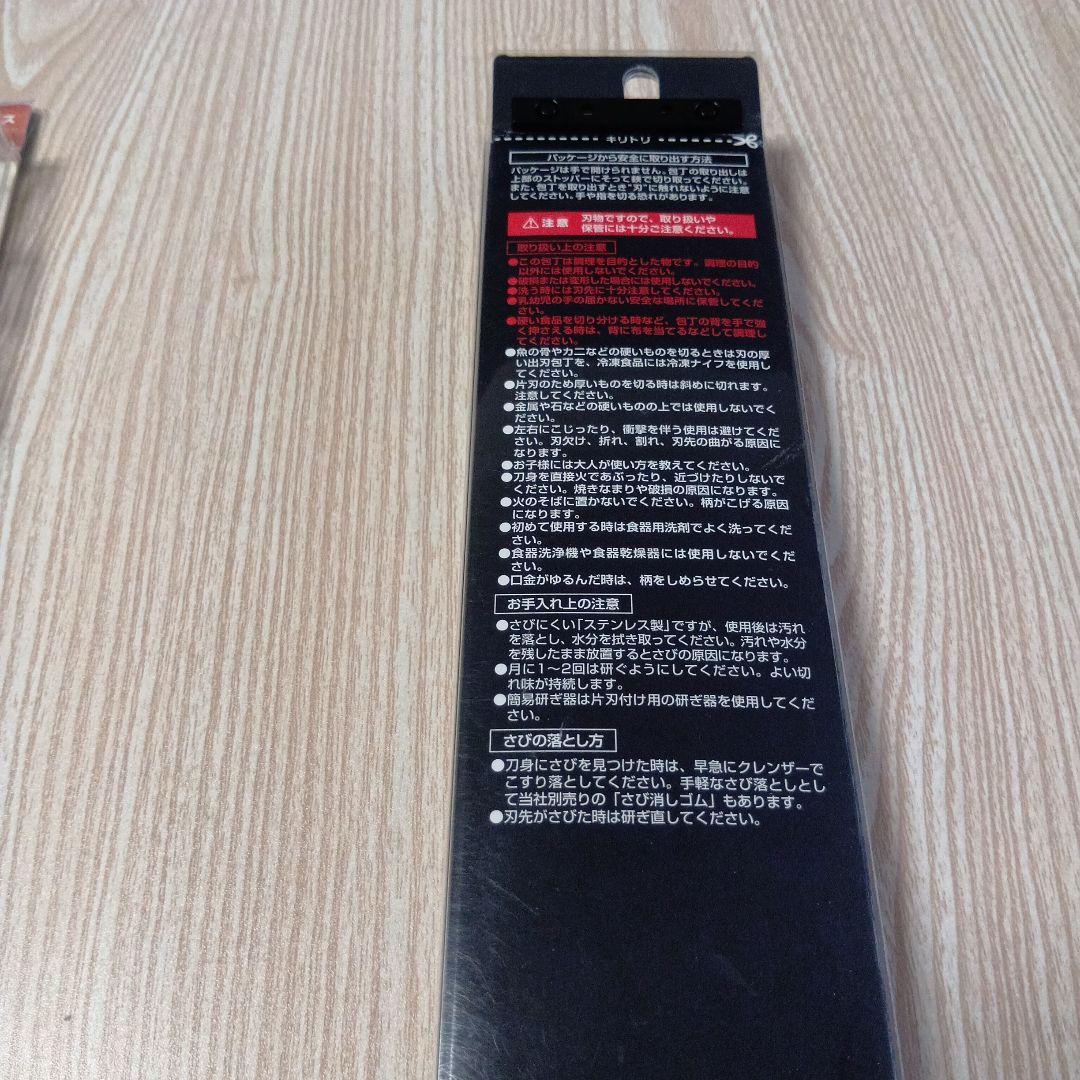 ス
キリトリ
パッケージから安全に取り出す方法
パッケージは手で開けられません。包丁の取り出しは
上部のストッパーにそって鋏で切り取ってください。
また、包丁を取り出すとき"刃"に触れないように注意
してください。手や指を切る恐れがあります。
注意 刃物ですので、取り扱いや
保管には十分ご注意ください。
取り扱い上の注意
●この包丁は調理を目的とした物です。調理の目的
以外には使用しないでください。
●破損または変形した場合には使用しないでください。
●洗う時には刃先に十分注意してください。
●乳幼児の手の届かない安全な場所に保管してくだ
さい。
●硬い食品を切り分ける時など、包丁の背を手で強
く押さえる時は、背に布を当てるなどして調理し
てください。
●魚の骨やカニなどの硬いものを切るときは刃の厚
い出刃包丁を、冷凍食品には冷凍ナイフを使用し
てください。
●片刃のため厚いものを切る時は斜めに切れます。
注意してください。
●金属や石などの硬いものの上では使用しないでく
ださい。
●左右にこじったり、衝撃を伴う使用は避けてくだ
さい。刃欠け、折れ、割れ、刃先の曲がる原因に
なります。
●お子様には大人が使い方を教えてください。
●刀身を直接火であぶったり、近づけたりしないで
ください。焼きなまりや破損の原因になります。
●火のそばに置かないでください。柄がこげる原因
になります。
●初めて使用する時は食器用洗剤でよく洗ってくだ
さい。
●食器洗浄機や食器乾燥器には使用しないでくだ
さい。
●口金がゆるんだ時は、柄をしめらせてください。
お手入れ上の注意
●さびにくい「ステンレス製」ですが、使用後は汚れ
を落とし、水分を拭き取ってください。汚れや水分
を残したまま放置するとさびの原因になります。
●月に1～2回は研ぐようにしてください。よい切
れ味が持続します。
●簡易研ぎ器は片刃付け用の研ぎ器を使用してくだ
さい。
さびの落とし方
●刀身にさびを見つけた時は、早急にクレンザーで
こすり落としてください。手軽なさび落としとし
て当社別売りの「さび消しゴム」もあります。
●刃先がさびた時は研ぎ直してください。